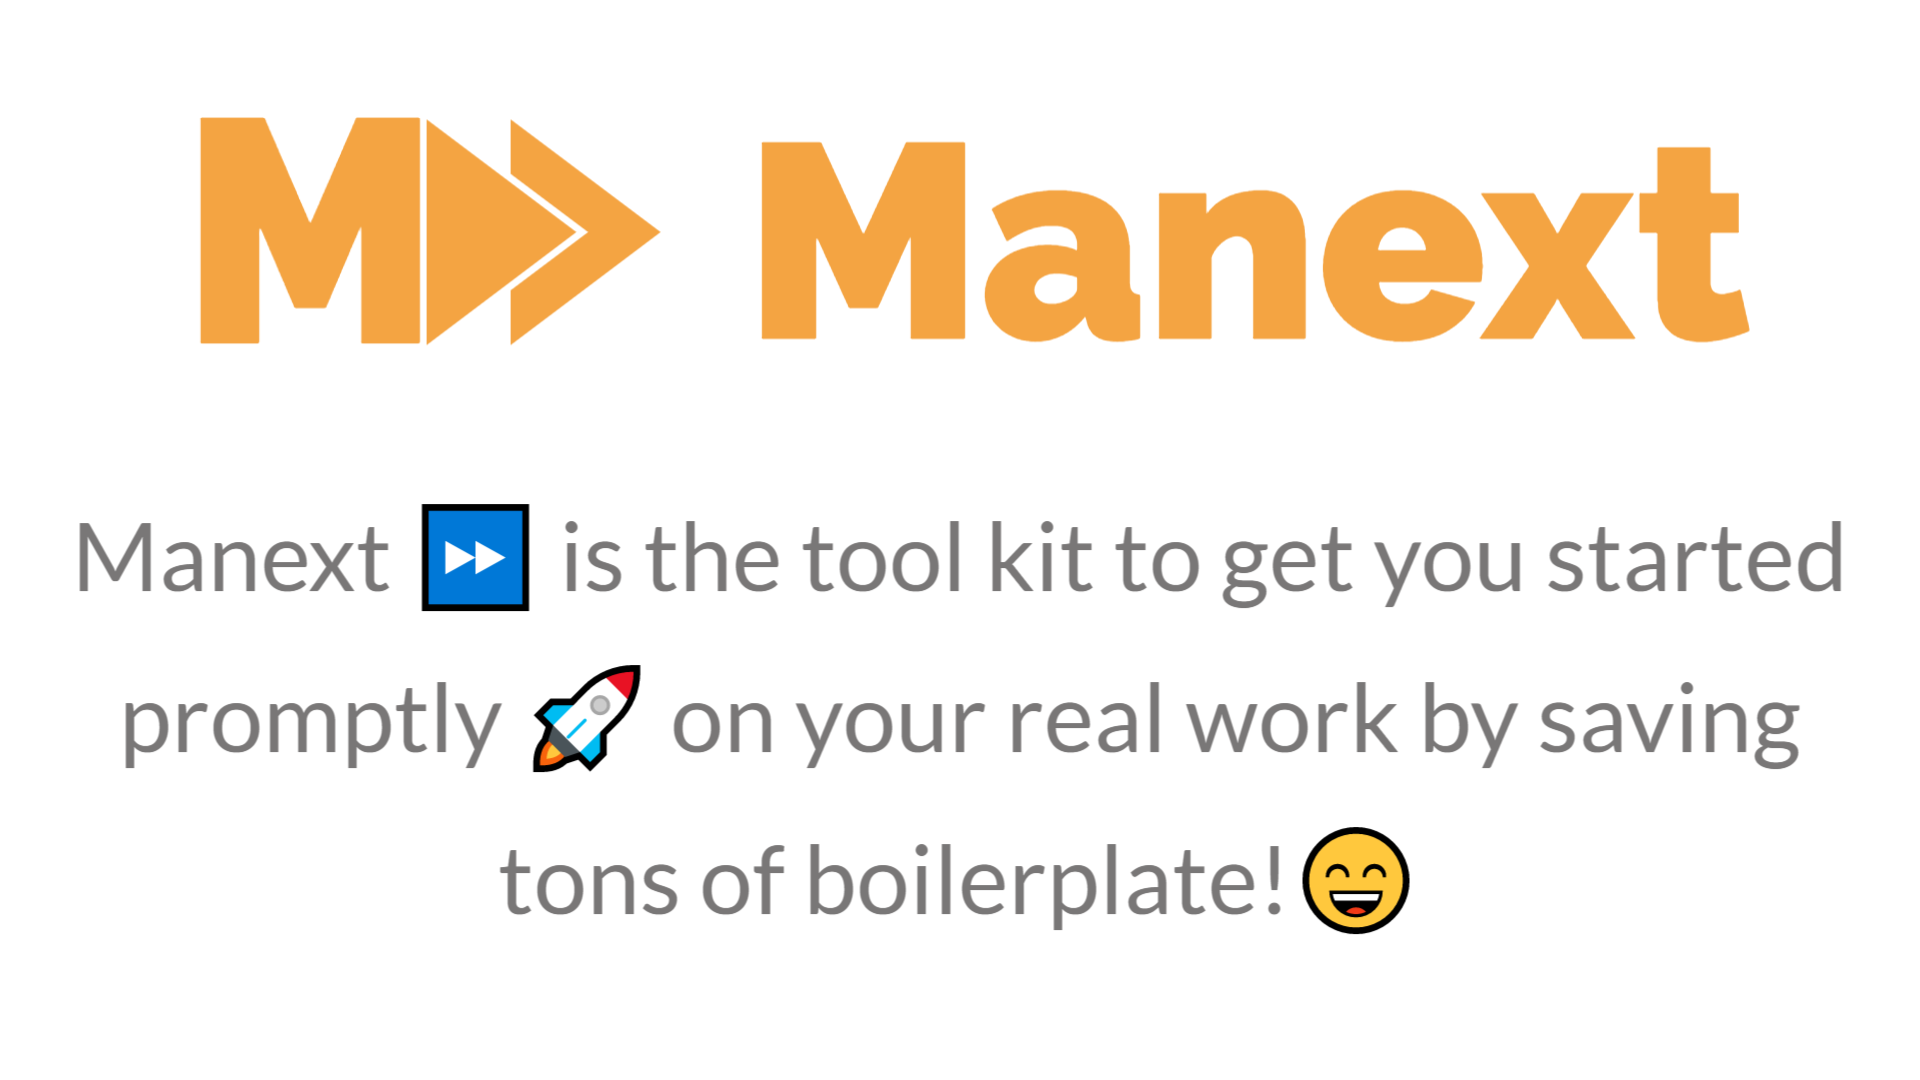 M Manext
Manext ⏩ is the tool kit to get you started
promptly 🚀 on your real work by saving
tons of boilerplate! 😄